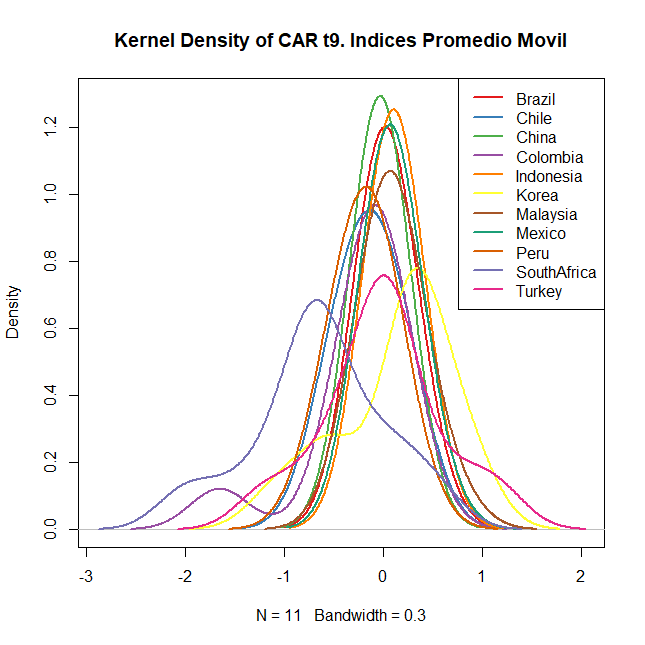 Kernel Density of CAR t9. Indices Promedio Movil
Brazil
Chile
China
Colombia
Indonesia
Korea
Malaysia
Mexico
Peru
SouthAfrica
Turkey
Density
0.0
0.2
0.4
0.6
0.8
1.0
1.2
-3 -2 -1 0 1 2
N = 11 Bandwidth = 0.3